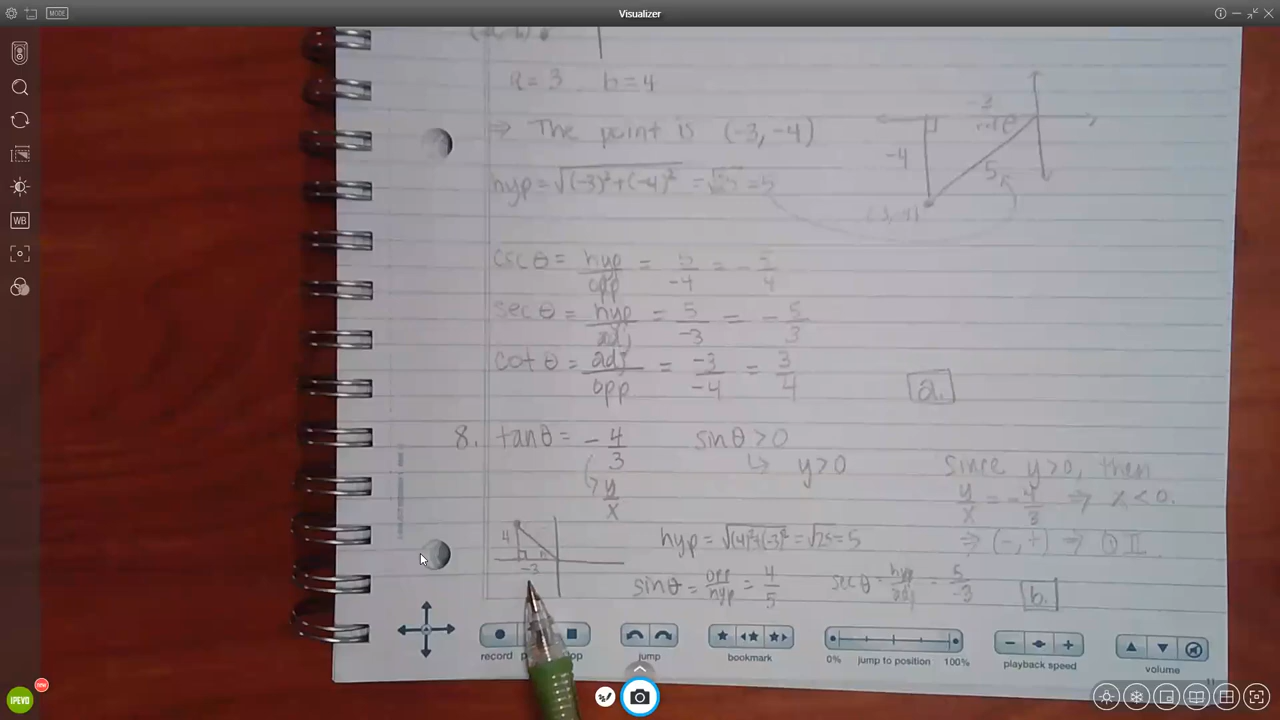 MODE
Visualizer
a = 3   b = 4
⇒ The point is (-3, -4)
-3
-4
5
hyp = √(-3)²+(-4)² = √25 = 5
csc θ = hyp/opp = 5/-4 = -5/4
sec θ = hyp/adj = 5/-3 = -5/3
cot θ = adj/opp = -3/-4 = 3/4
a.
8. tan θ = -4/3   sin θ > 0
↳ y/x   ↳ y > 0
Since y>0, then
y/x = -4/3 ⇒ x < 0.
⇒ (-, +) ⇒ Q II
4
-3
hyp = √(4)²+(-3)² = √25 = 5
sin θ = opp/hyp = 4/5   sec θ = hyp/adj = 5/-3   b.
WB
record
jump
bookmark
0% jump to position 100%
playback speed
volume
IPEVO
new